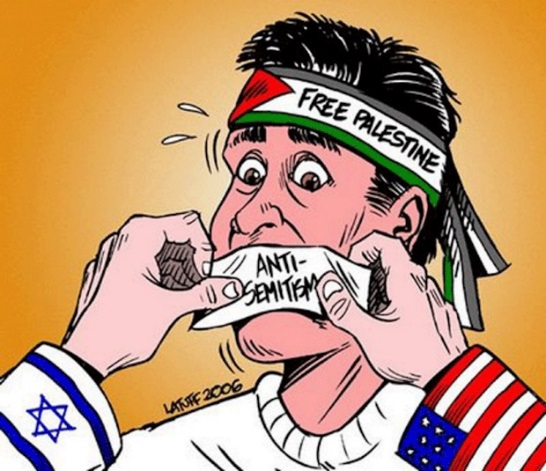 FREE PALESTINE
ANTI-
SEMITISM
LATUFF 2006